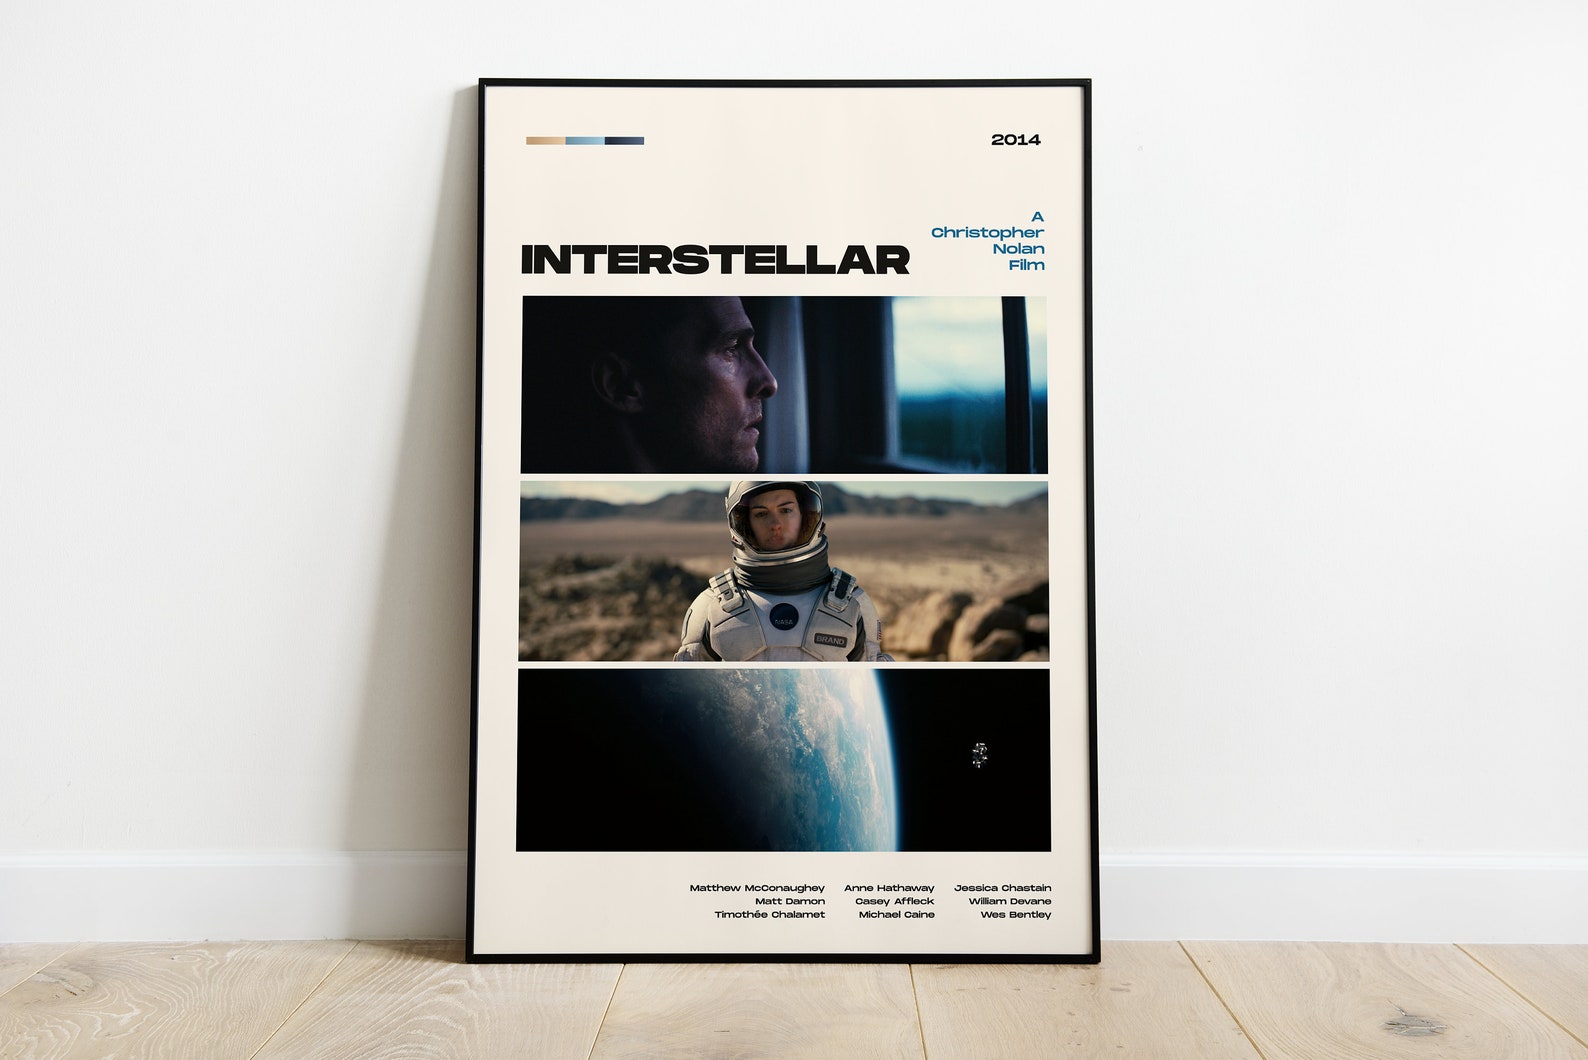 2014
A
Christopher
Nolan
Film
INTERSTELLAR
NASA
BRAND
Matthew McConaughey Anne Hathaway Jessica Chastain
Matt Damon Casey Affleck William Devane
Timothée Chalamet Michael Caine Wes Bentley